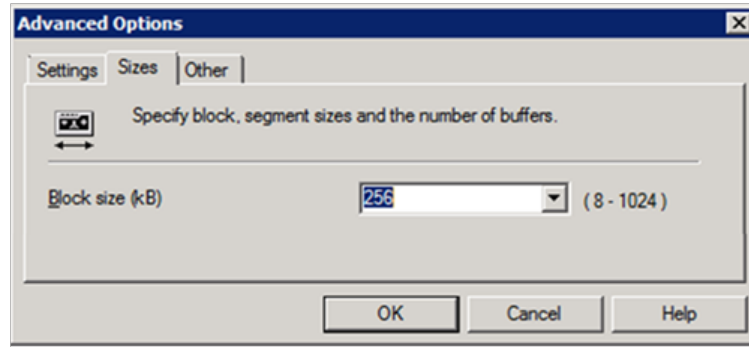 Advanced Options
Settings Sizes Other
Specify block, segment sizes and the number of buffers.
Block size (kB) 256 ( 8 - 1024 )
OK Cancel Help